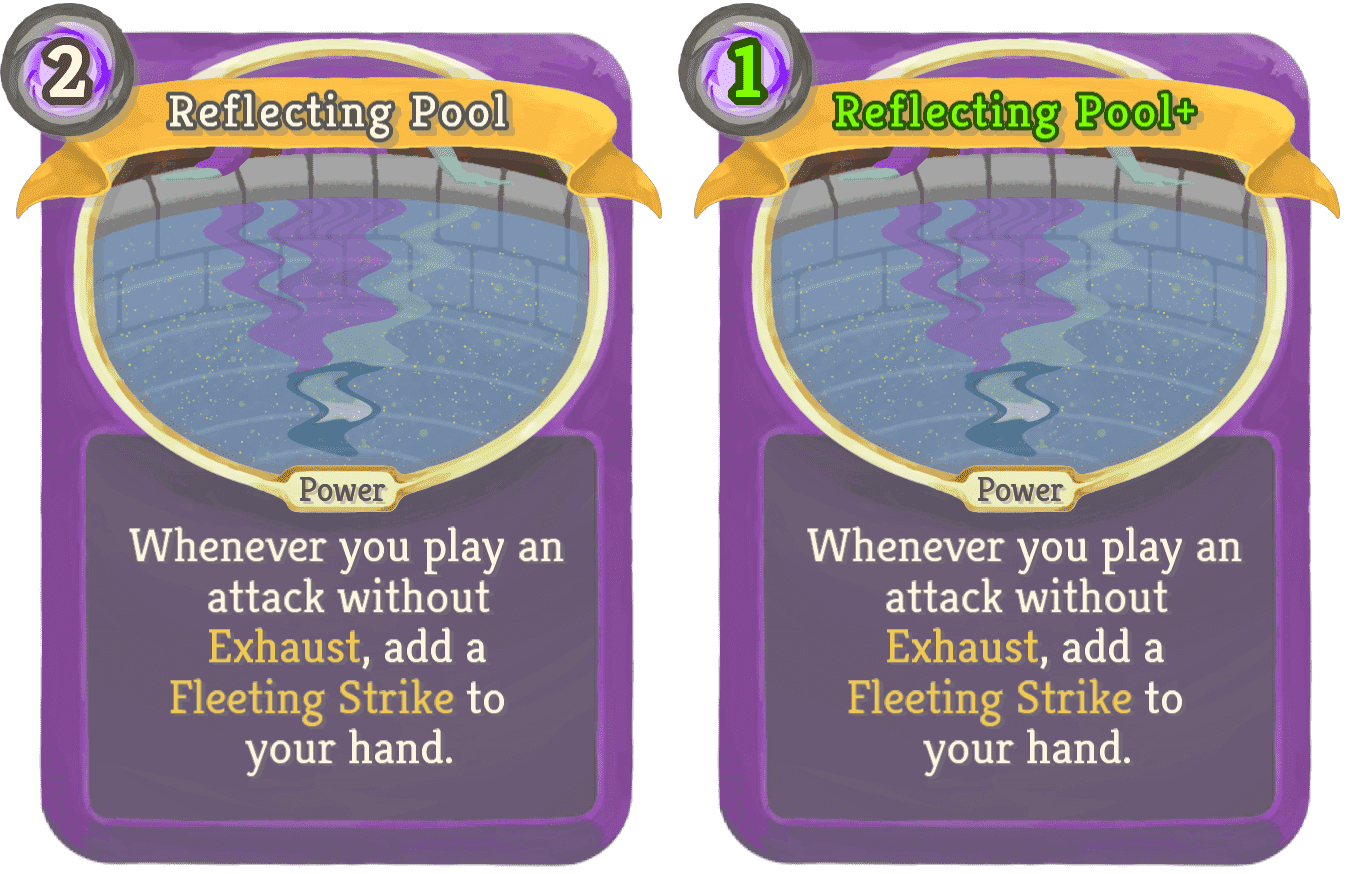 2
Reflecting Pool
Power
Whenever you play an
attack without
Exhaust, add a
Fleeting Strike to
your hand.
1
Reflecting Pool+
Power
Whenever you play an
attack without
Exhaust, add a
Fleeting Strike to
your hand.